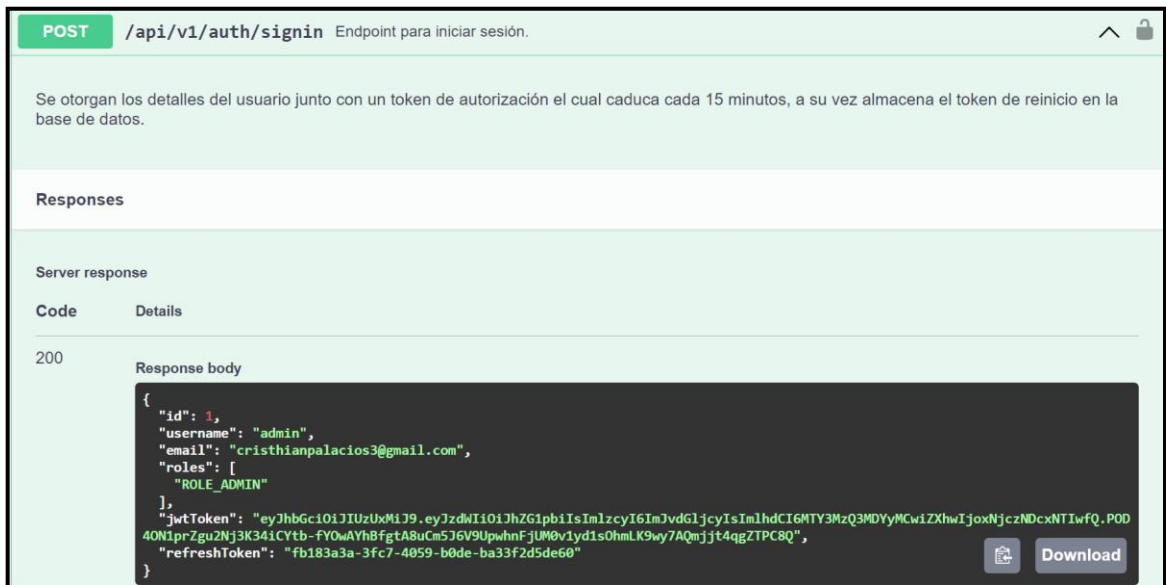 POST /api/v1/auth/signin Endpoint para iniciar sesión.
Se otorgan los detalles del usuario junto con un token de autorización el cual caduca cada 15 minutos, a su vez almacena el token de reinicio en la
base de datos.
Responses
Server response
Code Details
200
Response body
{
"id": 1,
"username": "admin",
"email": "cristhianpalacios3@gmail.com",
"roles": [
"ROLE_ADMIN"
],
"jwtToken": "eyJhbGciOiJIUzUxMiJ9.eyJzdWIiOiJhZG1pbiIsImlzcyI6ImJvdGljcyIsImlhdCI6MTY3MzQ3MDYyMCwiZXhwIjoxNjczNDcxNTIwfQ.POD
4ON1prZgu2Nj3K34iCYtb-fYOwAYhBfgtA8uCm5J6V9UpwhnFjUM0v1yd1sOhmLK9wy7AQmjjt4qgZTPC8Q",
"refreshToken": "fb183a3a-3fc7-4059-b0de-ba33f2d5de60"
}
Download